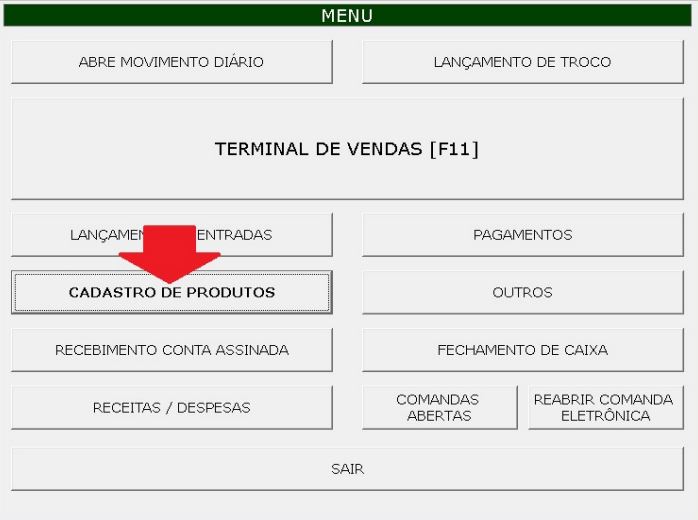 MENU
ABRE MOVIMENTO DIÁRIO
LANÇAMENTO DE TROCO
TERMINAL DE VENDAS [F11]
LANÇAMEN ENTRADAS
PAGAMENTOS
CADASTRO DE PRODUTOS
OUTROS
RECEBIMENTO CONTA ASSINADA
FECHAMENTO DE CAIXA
RECEITAS / DESPESAS
COMANDAS
ABERTAS
REABRIR COMANDA
ELETRÔNICA
SAIR